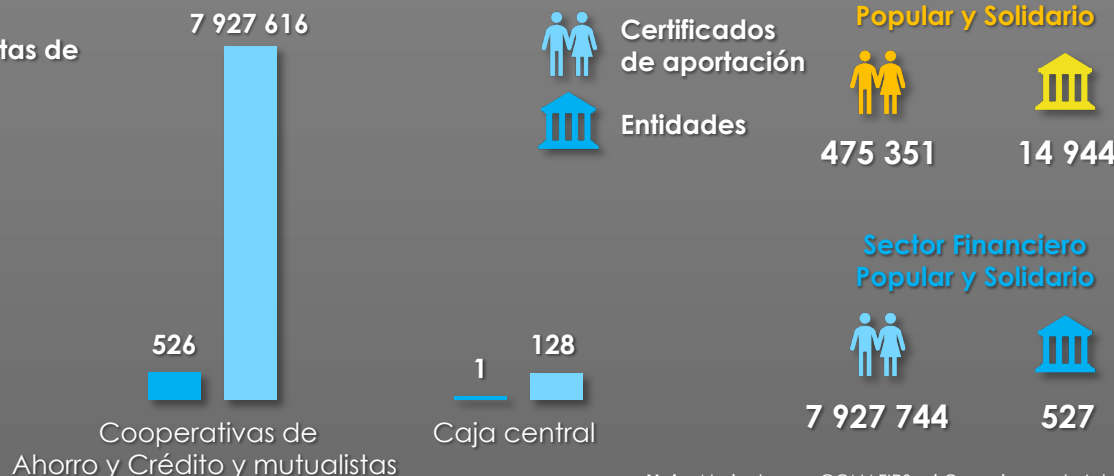 tas de
7 927 616
526
Cooperativas de
Ahorro y Crédito y mutualistas
1
128
Caja central
Certificados
de aportación
Entidades
Popular y Solidario
475 351
14 944
Sector Financiero
Popular y Solidario
7 927 744
527